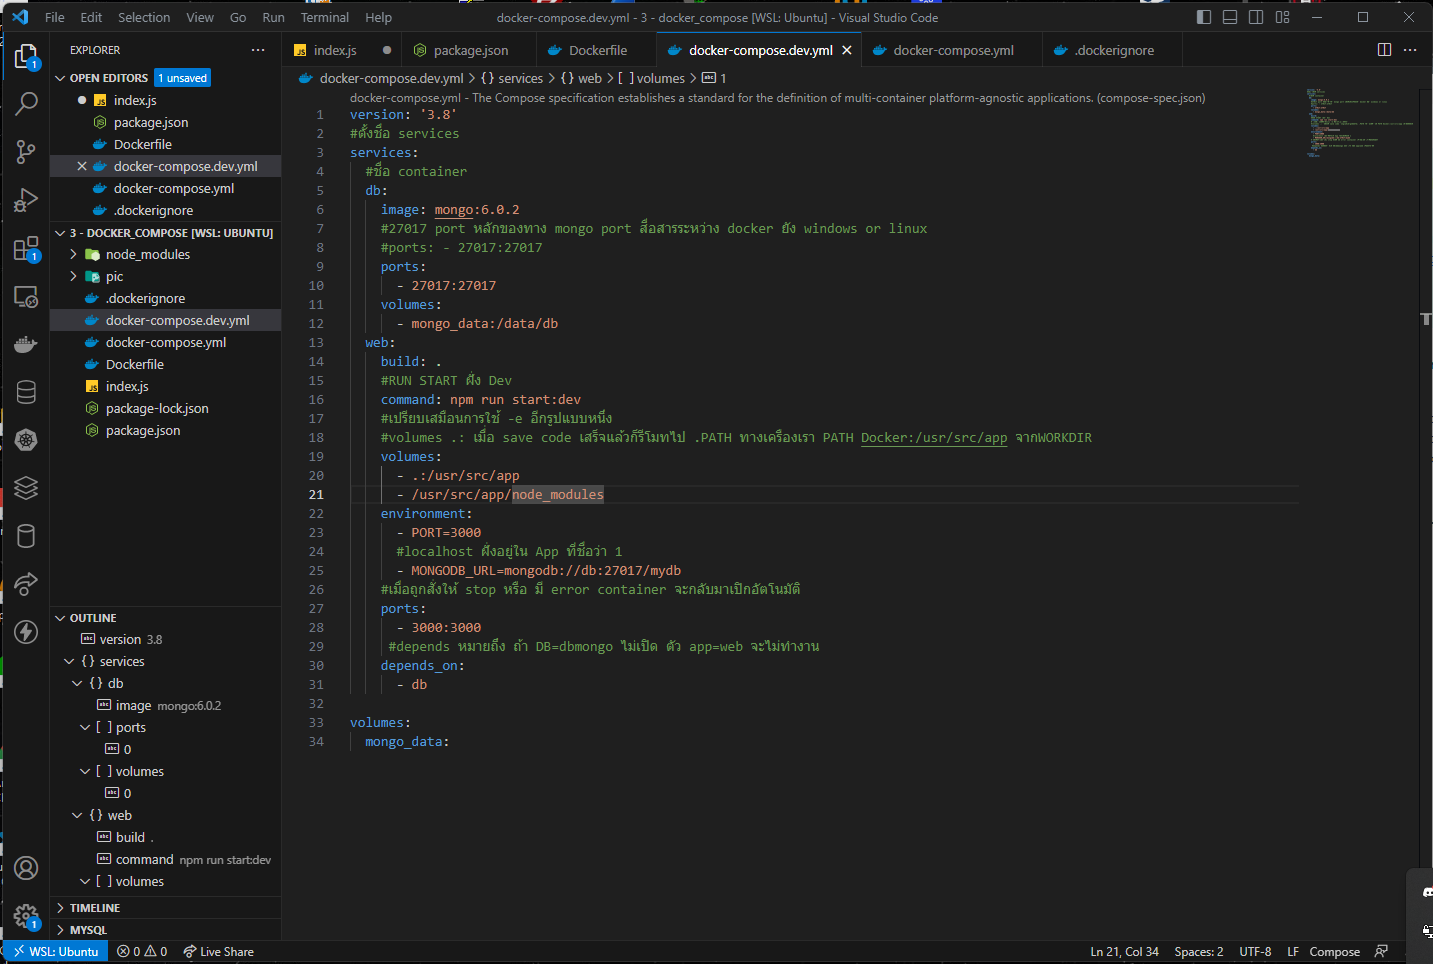 File Edit Selection View Go Run Terminal Help
docker-compose.dev.yml - 3 - docker_compose [WSL: Ubuntu] - Visual Studio Code
EXPLORER
OPEN EDITORS 1 unsaved
index.js
package.json
Dockerfile
docker-compose.dev.yml
docker-compose.yml
.dockerignore
3 - DOCKER_COMPOSE [WSL: UBUNTU]
node_modules
pic
.dockerignore
docker-compose.dev.yml
docker-compose.yml
Dockerfile
index.js
package-lock.json
package.json
OUTLINE
version 3.8
{} services
{} db
image mongo:6.0.2
[ ] ports
0
[ ] volumes
0
{} web
build .
command npm run start:dev
[ ] volumes
TIMELINE
MYSQL
index.js package.json Dockerfile docker-compose.dev.yml docker-compose.yml .dockerignore
docker-compose.dev.yml > {} services > {} web > [ ] volumes > 1
docker-compose.yml - The Compose specification establishes a standard for the definition of multi-container platform-agnostic applications. (compose-spec.json)
1 version: '3.8'
2 #ตั้งชื่อ services
3 services:
4 #ชื่อ container
5 db:
6 image: mongo:6.0.2
7 #27017 port หลักของทาง mongo port สื่อสารระหว่าง docker ยัง windows or linux
8 #ports: - 27017:27017
9 ports:
10 - 27017:27017
11 volumes:
12 - mongo_data:/data/db
13 web:
14 build: .
15 #RUN START ฝั่ง Dev
16 command: npm run start:dev
17 #เปรียบเสมือนการใช้ -e อีกรูปแบบหนึ่ง
18 #volumes .: เมื่อ save code เสร็จแล้วก็รีโมทไป .PATH ทางเครื่องเรา PATH Docker:/usr/src/app จากWORKDIR
19 volumes:
20 - .:/usr/src/app
21 - /usr/src/app/node_modules
22 environment:
23 - PORT=3000
24 #localhost ฝั่งอยู่ใน App ที่ชื่อว่า 1
25 - MONGODB_URL=mongodb://db:27017/mydb
26 #เมื่อถูกสั่งให้ stop หรือ มี error container จะกลับมาเปิกอัตโนมัติ
27 ports:
28 - 3000:3000
29 #depends หมายถึง ถ้า DB=dbmongo ไม่เปิด ตัว app=web จะไม่ทำงาน
30 depends_on:
31 - db
32
33 volumes:
34 mongo_data:
WSL: Ubuntu 0 0 Live Share Ln 21, Col 34 Spaces: 2 UTF-8 LF Compose